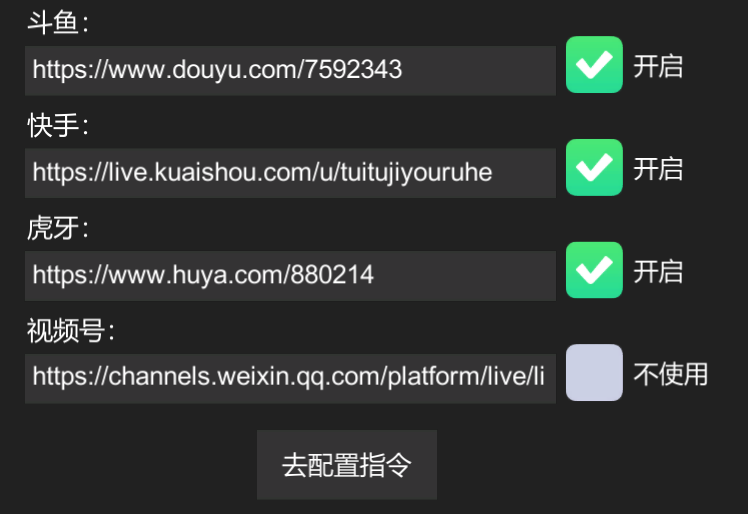 斗鱼：
https://www.douyu.com/7592343
开启
快手：
https://live.kuaishou.com/u/tuitujiyouruhe
开启
虎牙：
https://www.huya.com/880214
开启
视频号：
https://channels.weixin.qq.com/platform/live/li
不使用
去配置指令